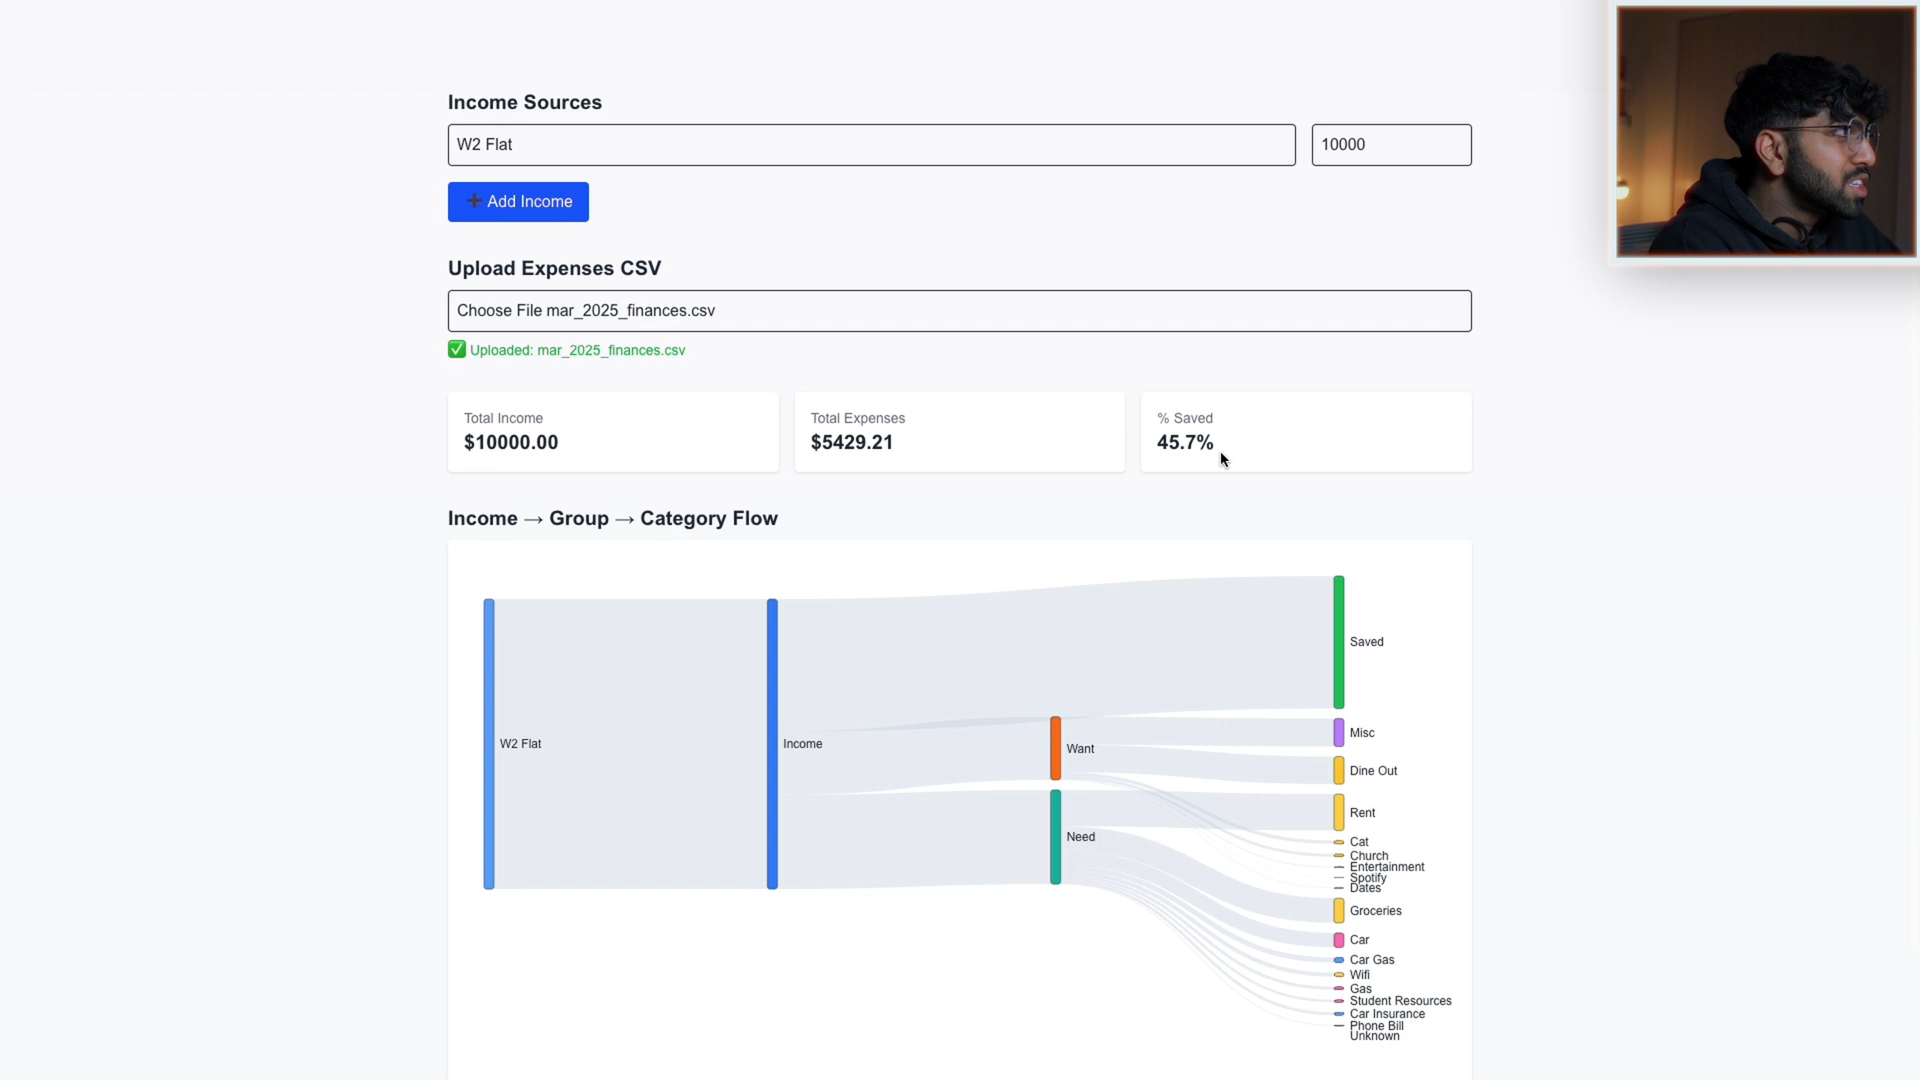 Income Sources
W2 Flat
10000
➕ Add Income
Upload Expenses CSV
Choose File mar_2025_finances.csv
✅ Uploaded: mar_2025_finances.csv
Total Income
$10000.00
Total Expenses
$5429.21
% Saved
45.7%
Income → Group → Category Flow
W2 Flat
Income
Want
Need
Saved
Misc
Dine Out
Rent
Cat
Church
Entertainment
Spotify
Dates
Groceries
Car
Car Gas
Wifi
Gas
Student Resources
Car Insurance
Phone Bill
Unknown